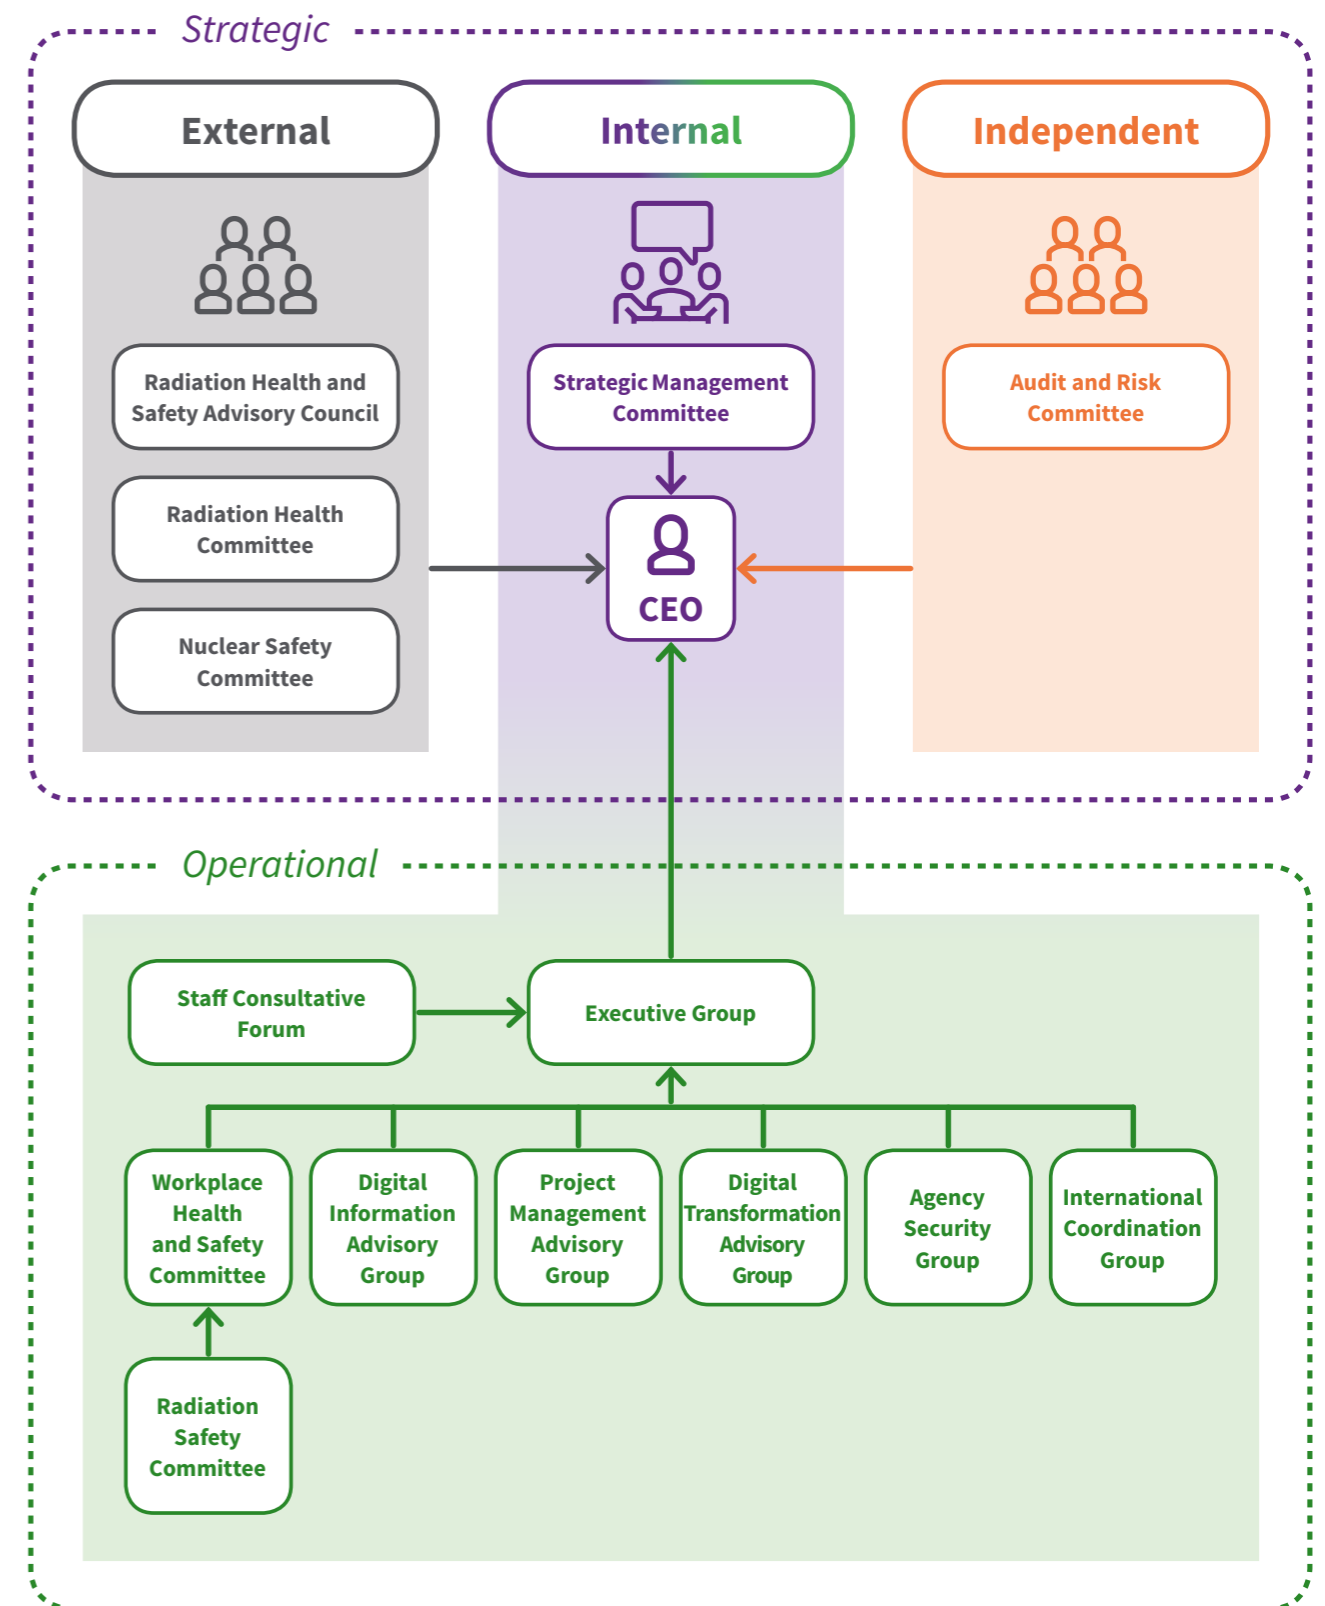 Strategic
External
Internal
Independent
Radiation Health and
Safety Advisory Council
Radiation Health
Committee
Nuclear Safety
Committee
Strategic Management
Committee
CEO
Audit and Risk
Committee
Operational
Staff Consultative
Forum
Executive Group
Workplace
Health
and Safety
Committee
Digital
Information
Advisory
Group
Project
Management
Advisory
Group
Digital
Transformation
Advisory
Group
Agency
Security
Group
International
Coordination
Group
Radiation
Safety
Committee